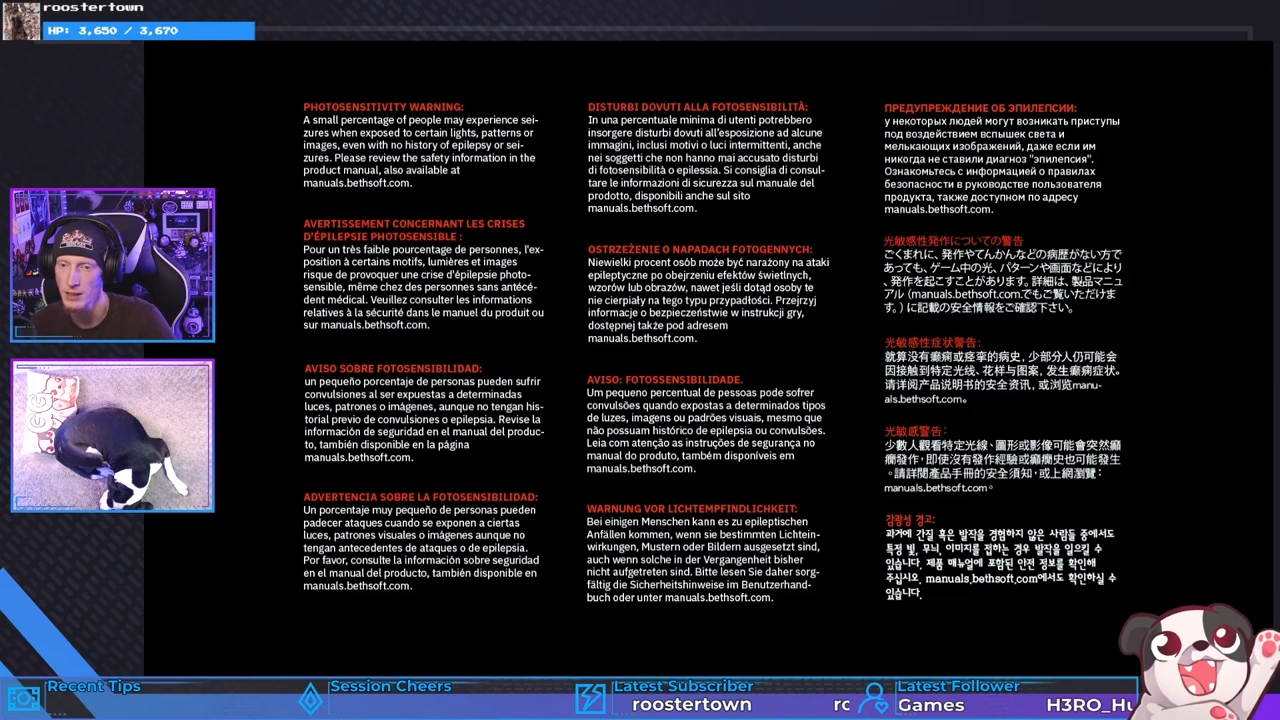 roostertown
HP: 3,650 / 3,670
PHOTOSENSITIVITY WARNING:
A small percentage of people may experience sei-
zures when exposed to certain lights, patterns or
images, even with no history of epilepsy or sei-
zures. Please review the safety information in the
product manual, also available at
manuals.bethsoft.com.
AVERTISSEMENT CONCERNANT LES CRISES
D'ÉPILEPSIE PHOTOSENSIBLE :
Pour un très faible pourcentage de personnes, l'ex-
position à certains motifs, lumières et images
risque de provoquer une crise d'épilepsie photo-
sensible, même chez des personnes sans antécé-
dent médical. Veuillez consulter les informations
relatives à la sécurité dans le manuel du produit ou
sur manuals.bethsoft.com.
AVISO SOBRE FOTOSENSIBILIDAD:
un pequeño porcentaje de personas pueden sufrir
convulsiones al ser expuestas a determinadas
luces, patrones o imágenes, aunque no tengan his-
torial previo de convulsiones o epilepsia. Revise la
información de seguridad en el manual del produc-
to, también disponible en la página
manuals.bethsoft.com.
ADVERTENCIA SOBRE LA FOTOSENSIBILIDAD:
Un porcentaje muy pequeño de personas pueden
padecer ataques cuando se exponen a ciertas
luces, patrones visuales o imágenes aunque no
tengan antecedentes de ataques o de epilepsia.
Por favor, consulte la información sobre seguridad
en el manual del producto, también disponible en
manuals.bethsoft.com.
DISTURBI DOVUTI ALLA FOTOSENSIBILITÀ:
In una percentuale minima di utenti potrebbero
insorgere disturbi dovuti all'esposizione ad alcune
immagini, inclusi motivi o luci intermittenti, anche
nei soggetti che non hanno mai accusato disturbi
di fotosensibilità o epilessia. Si consiglia di consul-
tare le informazioni di sicurezza sul manuale del
prodotto, disponibili anche sul sito
manuals.bethsoft.com.
OSTRZEŻENIE O NAPADACH FOTOGENNYCH:
Niewielki procent osób może być narażony na ataki
epileptyczne po obejrzeniu efektów świetlnych,
wzorów lub obrazów, nawet jeśli dotąd osoby te
nie cierpiały na tego typu przypadłości. Przejrzyj
informacje o bezpieczeństwie w instrukcji gry,
dostępnej także pod adresem
manuals.bethsoft.com.
AVISO: FOTOSSENSIBILIDADE.
Um pequeno percentual de pessoas pode sofrer
convulsões quando expostas a determinados tipos
de luzes, imagens ou padrões visuais, mesmo que
não possuam histórico de epilepsia ou convulsões.
Leia com atenção as instruções de segurança no
manual do produto, também disponíveis em
manuals.bethsoft.com.
WARNUNG VOR LICHTEMPFINDLICHKEIT:
Bei einigen Menschen kann es zu epileptischen
Anfällen kommen, wenn sie bestimmten Lichtein-
wirkungen, Mustern oder Bildern ausgesetzt sind,
auch wenn solche in der Vergangenheit bisher
nicht aufgetreten sind. Bitte lesen Sie daher sorg-
fältig die Sicherheitshinweise im Benutzerhand-
buch oder unter manuals.bethsoft.com.
ПРЕДУПРЕЖДЕНИЕ ОБ ЭПИЛЕПСИИ:
у некоторых людей могут возникать приступы
под воздействием вспышек света и
мелькающих изображений, даже если им
никогда не ставили диагноз "эпилепсия".
Ознакомьтесь с информацией о правилах
безопасности в руководстве пользователя
продукта, также доступном по адресу
manuals.bethsoft.com.
光敏感性発作についての警告
ごくまれに、発作やてんかんなどの病歴がない方で
あっても、ゲーム中の光、パターンや画面などにより
、発作を起こすことがあります。詳細は、製品マニュ
アル (manuals.bethsoft.comでもご覧いただけま
す。) に記載の安全情報をご確認下さい。
光敏感性症状警告：
就算没有癫痫或痉挛的病史，少部分人仍可能会
因接触到特定光线、花样与图案，发生癫痫症状。
请详阅产品说明书的安全资讯，或浏览manu-
als.bethsoft.com。
光敏感警告：
少數人觀看特定光線、圖形或影像可能會突然癲
癇發作，即使沒有發作經驗或癲癇史也可能發生
。請詳閱產品手冊的安全須知，或上網瀏覽：
manuals.bethsoft.com。
감광성 경고:
과거에 간질 혹은 발작을 경험하지 않은 사람들 중에서도
특정 빛, 무늬, 이미지를 접하는 경우 발작을 일으킬 수
있습니다. 제품 매뉴얼에 포함된 안전 정보를 확인해
주십시오. manuals.bethsoft.com에서도 확인하실 수
있습니다.
Recent Tips
Session Cheers
Latest Subscriber
roostertown
rc
Latest Follower
Games
H3RO_Hu